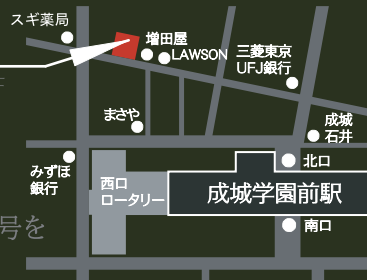 スギ薬局
増田屋
LAWSON
三菱東京
UFJ銀行
まさや
成城
石井
みずほ
銀行
西口
ロータリー
北口
成城学園前駅
南口
号を